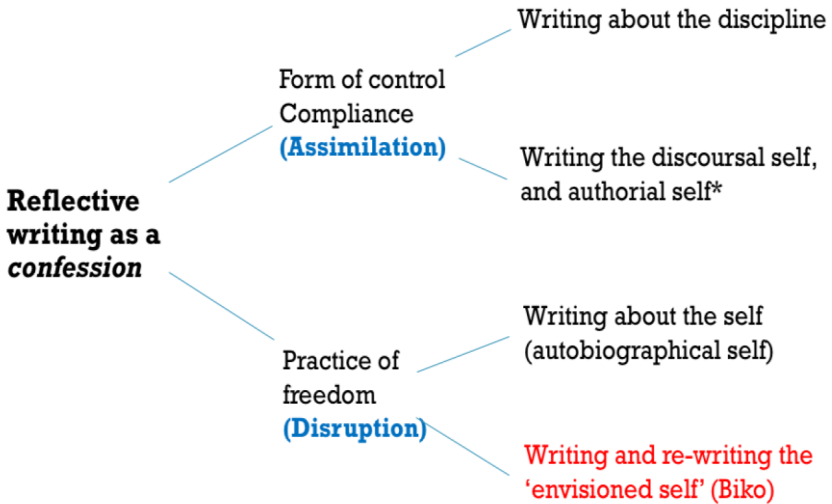 Writing about the discipline
Form of control
Compliance
(Assimilation)
Writing the discoursal self,
and authorial self*
Reflective
writing as a
confession
Writing about the self
(autobiographical self)
Practice of
freedom
(Disruption)
Writing and re-writing the
‘envisioned self’ (Biko)